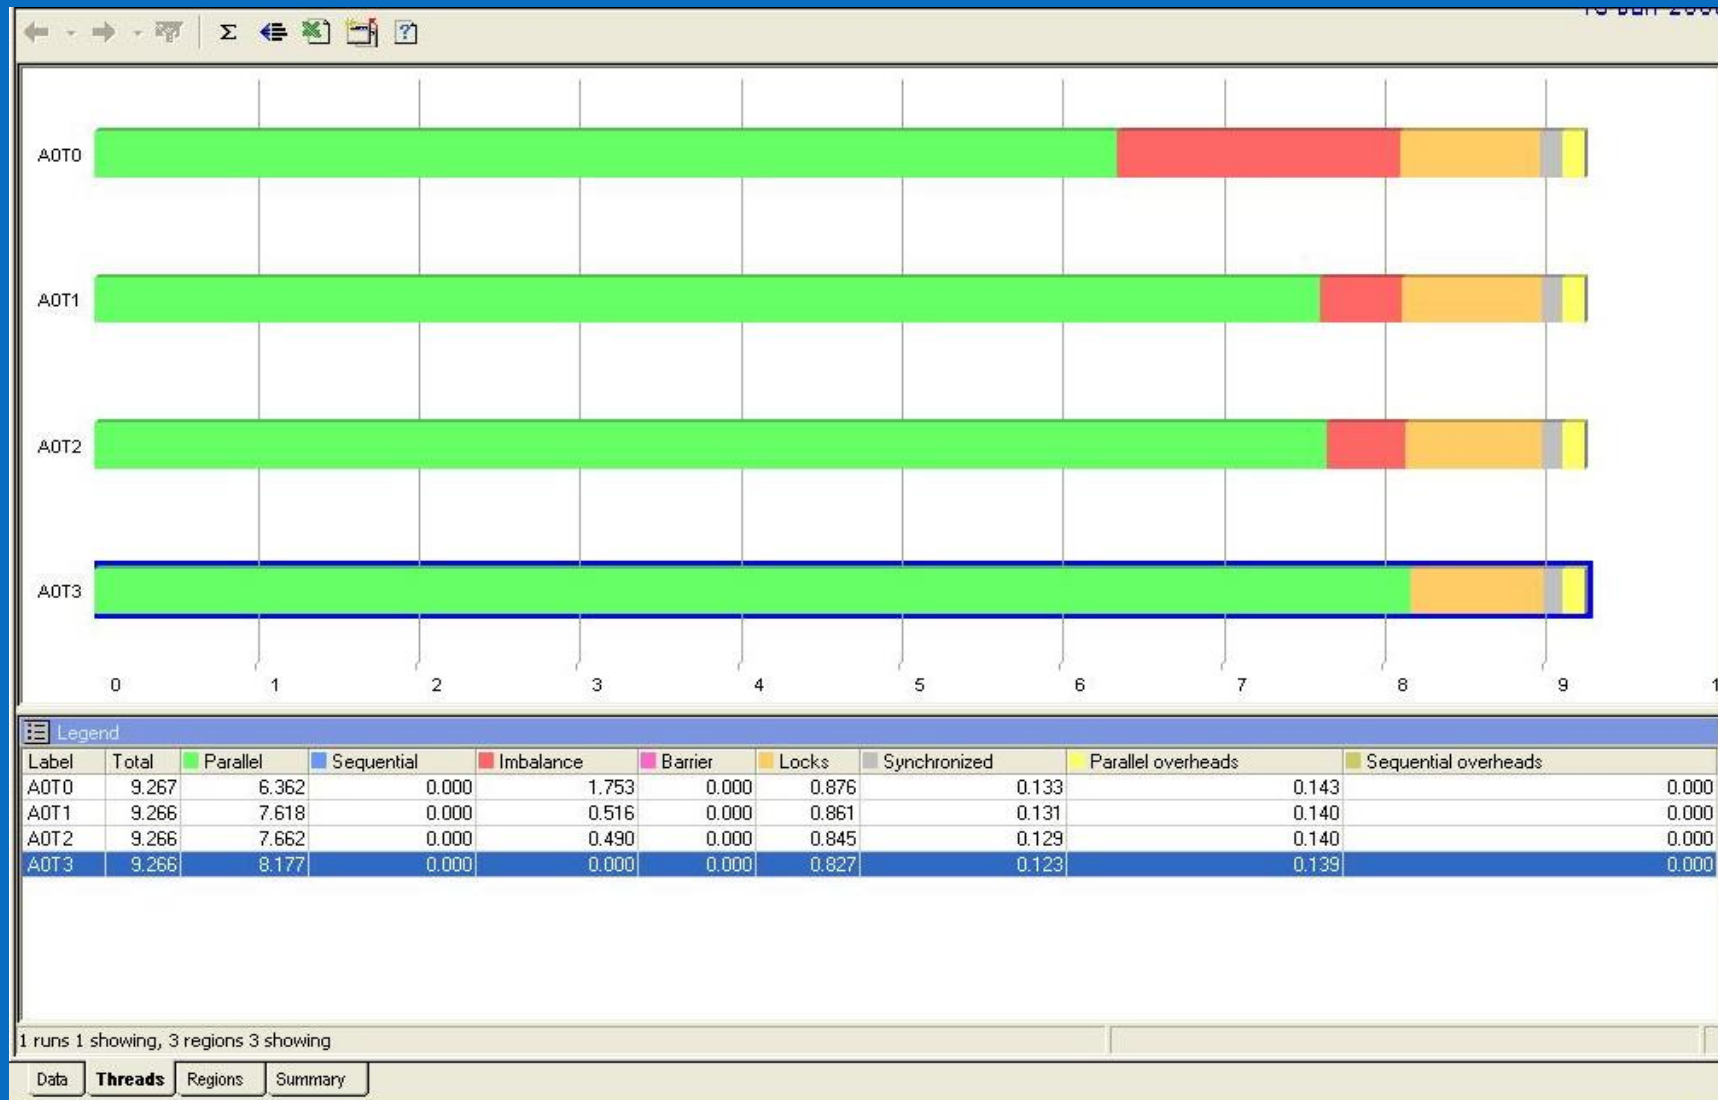 Σ
?
A0T0
A0T1
A0T2
A0T3
0 1 2 3 4 5 6 7 8 9 1
Legend
Label Total Parallel Sequential Imbalance Barrier Locks Synchronized Parallel overheads Sequential overheads
A0T0 9.267 6.362 0.000 1.753 0.000 0.876 0.133 0.143 0.000
A0T1 9.266 7.618 0.000 0.516 0.000 0.861 0.131 0.140 0.000
A0T2 9.266 7.662 0.000 0.490 0.000 0.845 0.129 0.140 0.000
A0T3 9.266 8.177 0.000 0.000 0.000 0.827 0.123 0.139 0.000
1 runs 1 showing, 3 regions 3 showing
Data Threads Regions Summary